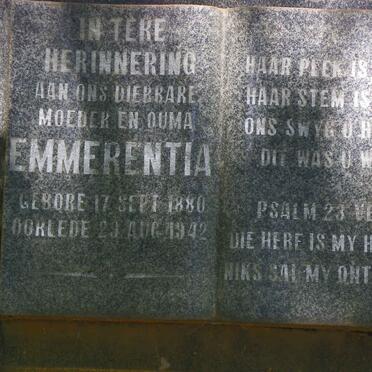 IN TERE
HERINNERING
AAN ONS DIERBARE
MOEDER EN OUMA
EMMERENTIA
GEBORE 17 SEPT 1880
OORLEDE 23 AUG 1942
HAAR PLEK IS
HAAR STEM IS
ONS SWYG O H
DIT WAS U W
PSALM 23 VE
DIE HERE IS MY H
NIKS SAL MY ONT